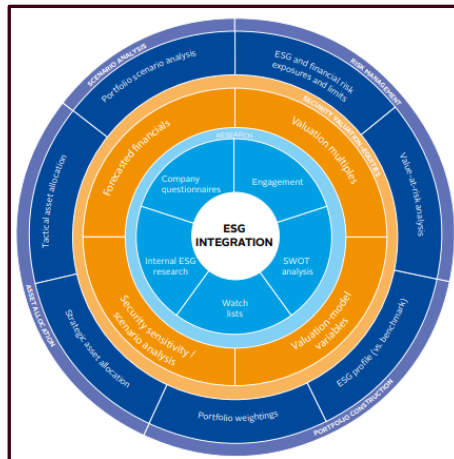 SCENARIO ANALYSIS
RISK MANAGEMENT
ASSET ALLOCATION
PORTFOLIO CONSTRUCTION
Portfolio scenario analysis
ESG and financial risk
exposures and limits
Value-at-risk analysis
ESG profile (vs. benchmark)
Portfolio weightings
Strategic asset allocation
Tactical asset allocation
SECURITY VALUATION–EQUITIES
Forecasted financials
Valuation multiples
Valuation-model
variables
Security sensitivity /
scenario analysis
RESEARCH
Company
questionnaires
Engagement
SWOT
analysis
Watch
lists
Internal ESG
research
ESG
INTEGRATION